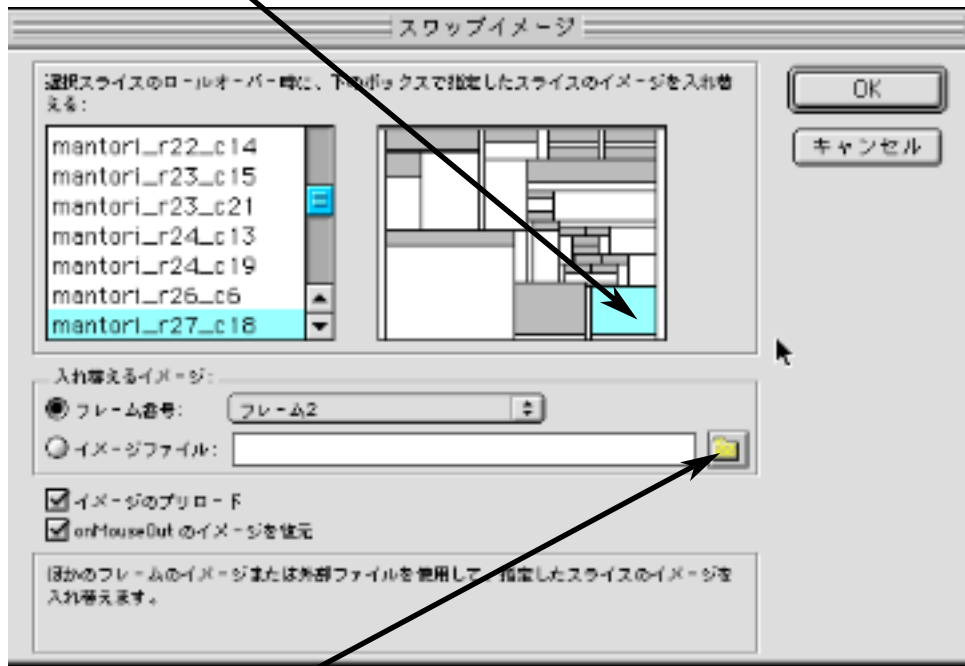 スワップイメージ
選択スライスのロールオーバー時に、下のボックスで指定したスライスのイメージを入れ替
える：
OK
キャンセル
mantori_r22_c14
mantori_r23_c15
mantori_r23_c21
mantori_r24_c13
mantori_r24_c19
mantori_r26_c6
mantori_r27_c18
入れ替えるイメージ：
フレーム番号： フレーム2
イメージファイル：
イメージのプリロード
onMouseOut のイメージを復元
ほかのフレームのイメージまたは外部ファイルを使用して、指定したスライスのイメージを
入れ替えます。